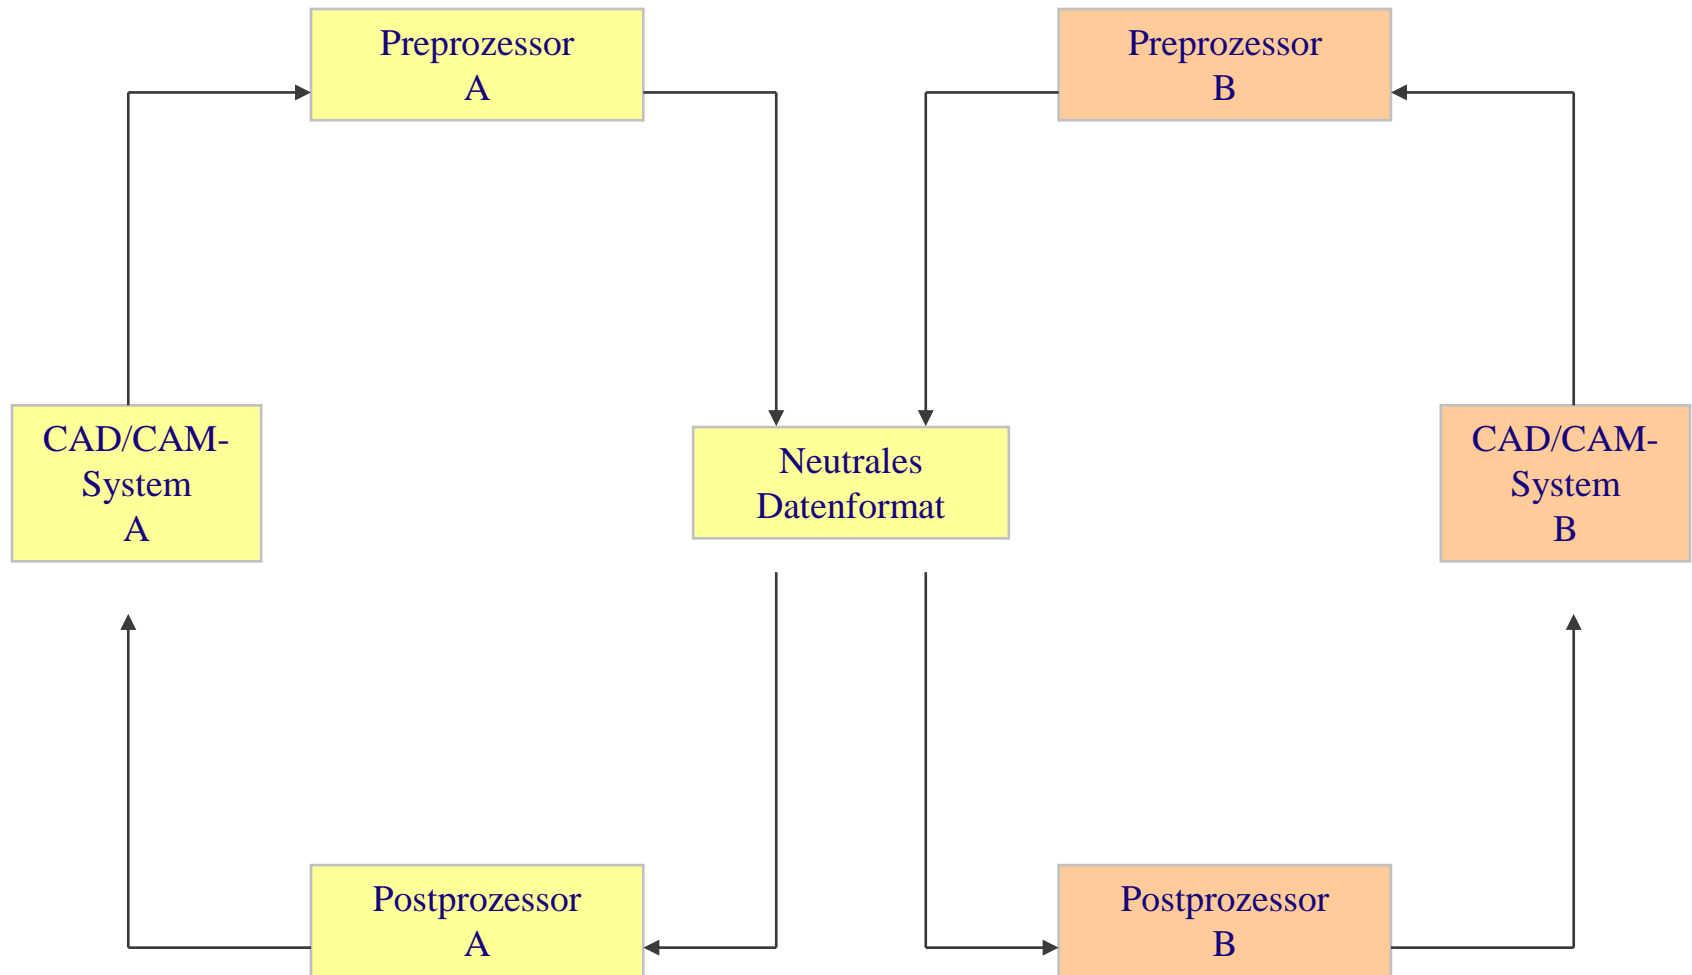 Preprozessor
A
Preprozessor
B
CAD/CAM-
System
A
Neutrales
Datenformat
CAD/CAM-
System
B
Postprozessor
A
Postprozessor
B